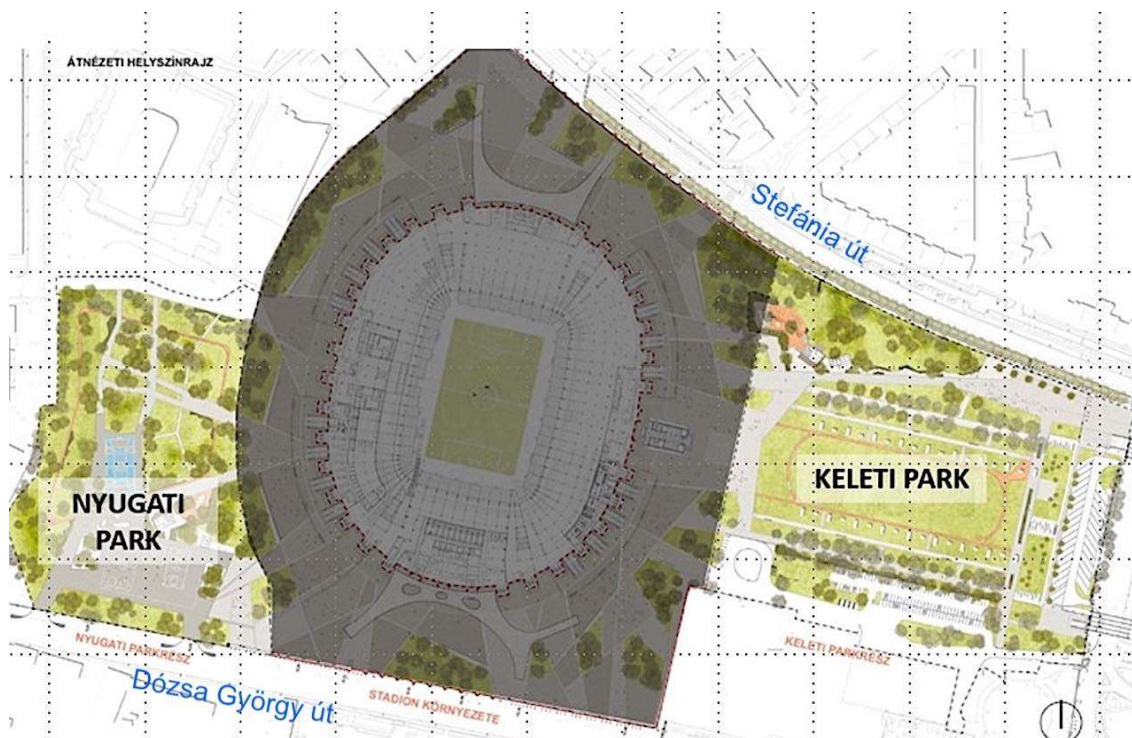 ÁTNÉZETI HELYSZÍNRAJZ
Stefánia út
KELETI PARK
NYUGATI
PARK
NYUGATI PARKRÉSZ
KELETI PARKRÉSZ
Dózsa György út
STADION KÖRNYEZETE